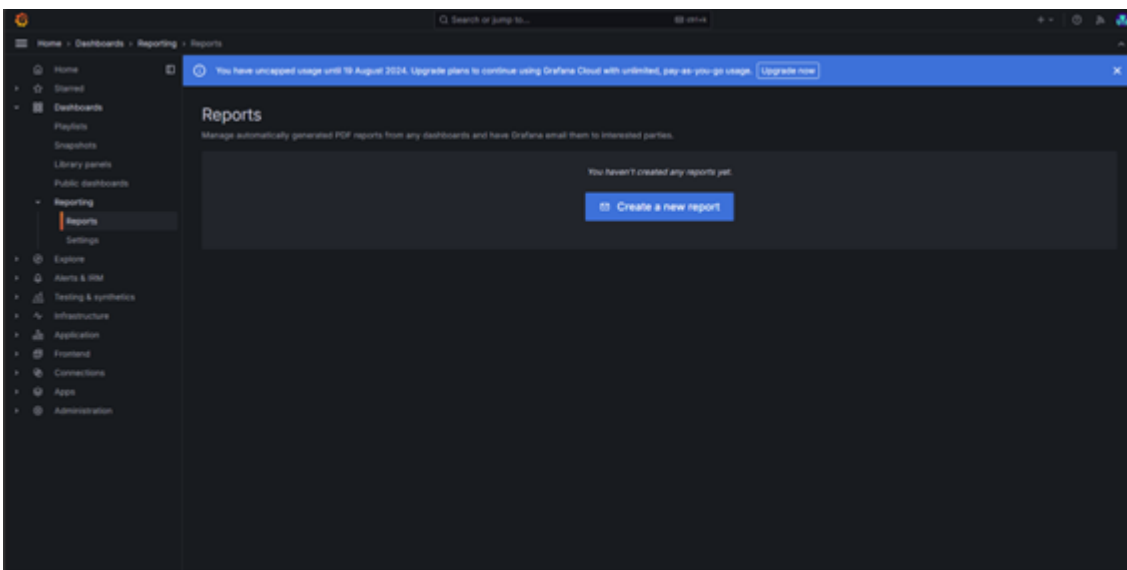 Search or jump to... ctrl+k
Home › Dashboards › Reporting › Reports
Home
Starred
Dashboards
Playlists
Snapshots
Library panels
Public dashboards
Reporting
Reports
Settings
Explore
Alerts & IRM
Testing & synthetics
Infrastructure
Application
Frontend
Connections
Apps
Administration
You have uncapped usage until 19 August 2024. Upgrade plans to continue using Grafana Cloud with unlimited, pay-as-you-go usage. Upgrade now
Reports
Manage automatically generated PDF reports from any dashboards and have Grafana email them to interested parties.
You haven't created any reports yet.
Create a new report